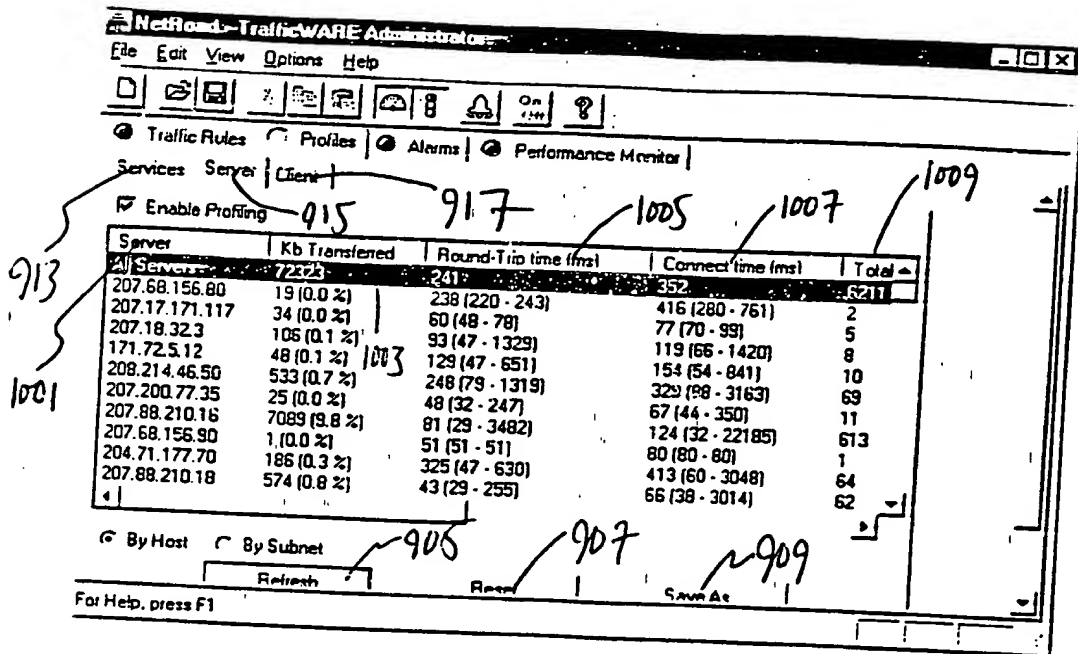 NetRoad:-TrafficWARE Administrator
File Edit View Options Help
On
Off
?
Traffic Rules Profiles Alarms Performance Monitor
Services Server Client
Enable Profiling
913 915 917 1005 1007 1009
Server Kb Transferred Round-Trip time (ms) Connect time (ms) Total
All Servers 72323 241 352 6211
207.68.156.80 19 (0.0 %) 238 (220 - 243) 416 (280 - 761) 2
207.17.171.117 34 (0.0 %) 60 (48 - 78) 77 (70 - 99) 5
207.18.32.3 106 (0.1 %) 93 (47 - 1329) 119 (66 - 1420) 8
171.72.5.12 48 (0.1 %) 129 (47 - 651) 154 (54 - 841) 10
208.214.46.50 533 (0.7 %) 248 (79 - 1319) 329 (98 - 3163) 69
207.200.77.35 25 (0.0 %) 48 (32 - 247) 67 (44 - 350) 11
207.88.210.16 7089 (9.8 %) 81 (29 - 3482) 124 (32 - 22185) 613
207.68.156.90 1 (0.0 %) 51 (51 - 51) 80 (80 - 80) 1
204.71.177.70 186 (0.3 %) 325 (47 - 630) 413 (60 - 3048) 64
207.88.210.18 574 (0.8 %) 43 (29 - 255) 66 (38 - 3014) 62
1001 1003
By Host By Subnet 905 907 909
Refresh Reset Save As
For Help, press F1